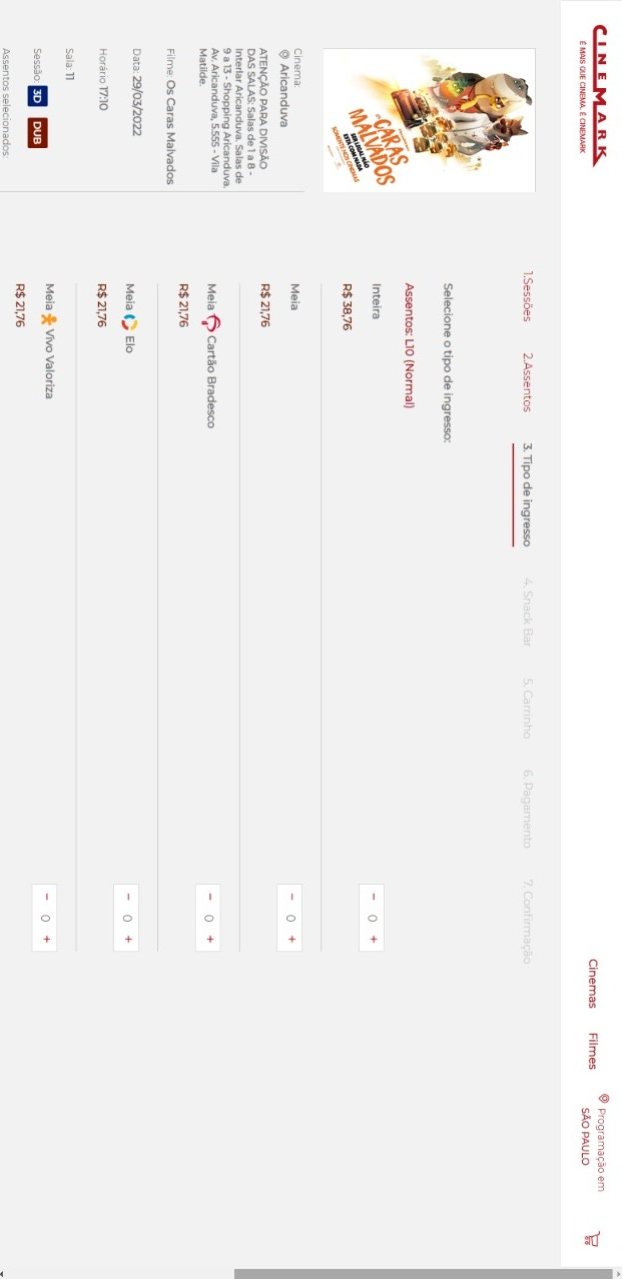 CINEMARK
É MAIS QUE CINEMA. É CINEMARK
Cinemas
Filmes
Programação em
SÃO PAULO
1.Sessões
2.Assentos
3. Tipo de ingresso
4. Snack Bar
5. Carrinho
6. Pagamento
7. Confirmação
CARAS
MALVADOS
Cinema:
Aricanduva
ATENÇÃO PARA DIVISÃO
DAS SALAS: Salas de 1 a 8 -
Interlar Aricanduva. Salas de
9 a 13 - Shopping Aricanduva.
Av. Aricanduva, 5.555 - Vila
Matilde.
Filme: Os Caras Malvados
Data: 29/03/2022
Horário 17:10
Sala: 11
Sessão: 3D DUB
Assentos selecionados:
Selecione o tipo de ingresso:
Assentos: L10 (Normal)
Inteira
R$ 38,76
- 0 +
Meia
R$ 21,76
- 0 +
Meia Cartão Bradesco
R$ 21,76
- 0 +
Meia Elo
R$ 21,76
- 0 +
Meia Vivo Valoriza
R$ 21,76
- 0 +